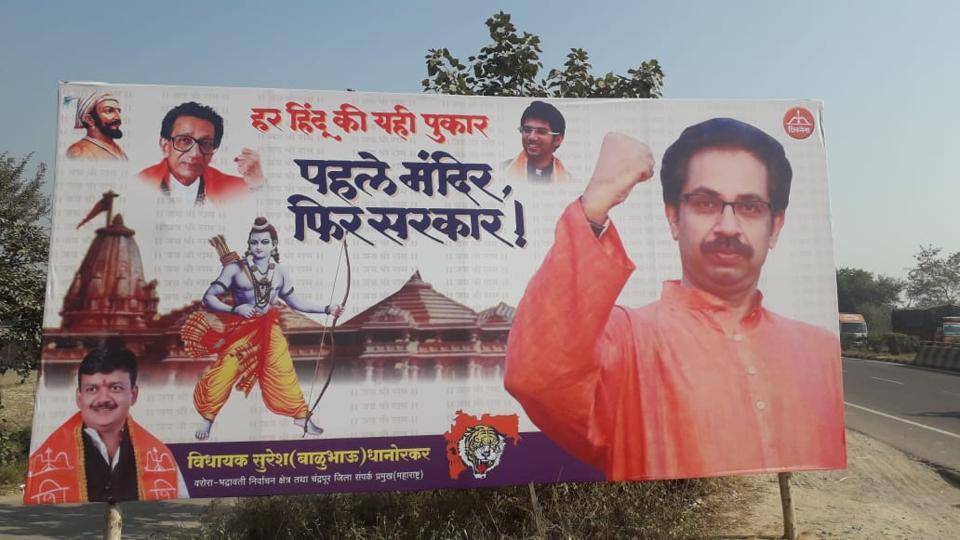 हर हिंदू की यही पुकार
पहले मंदिर,
फिर सरकार!
शिवसेना
विधायक सुरेश(बाळुभाऊ)धानोरकर
वरोरा-भद्रावती निर्वाचन क्षेत्र तथा चंद्रपूर जिला संपर्क प्रमुख(महाराष्ट्र)